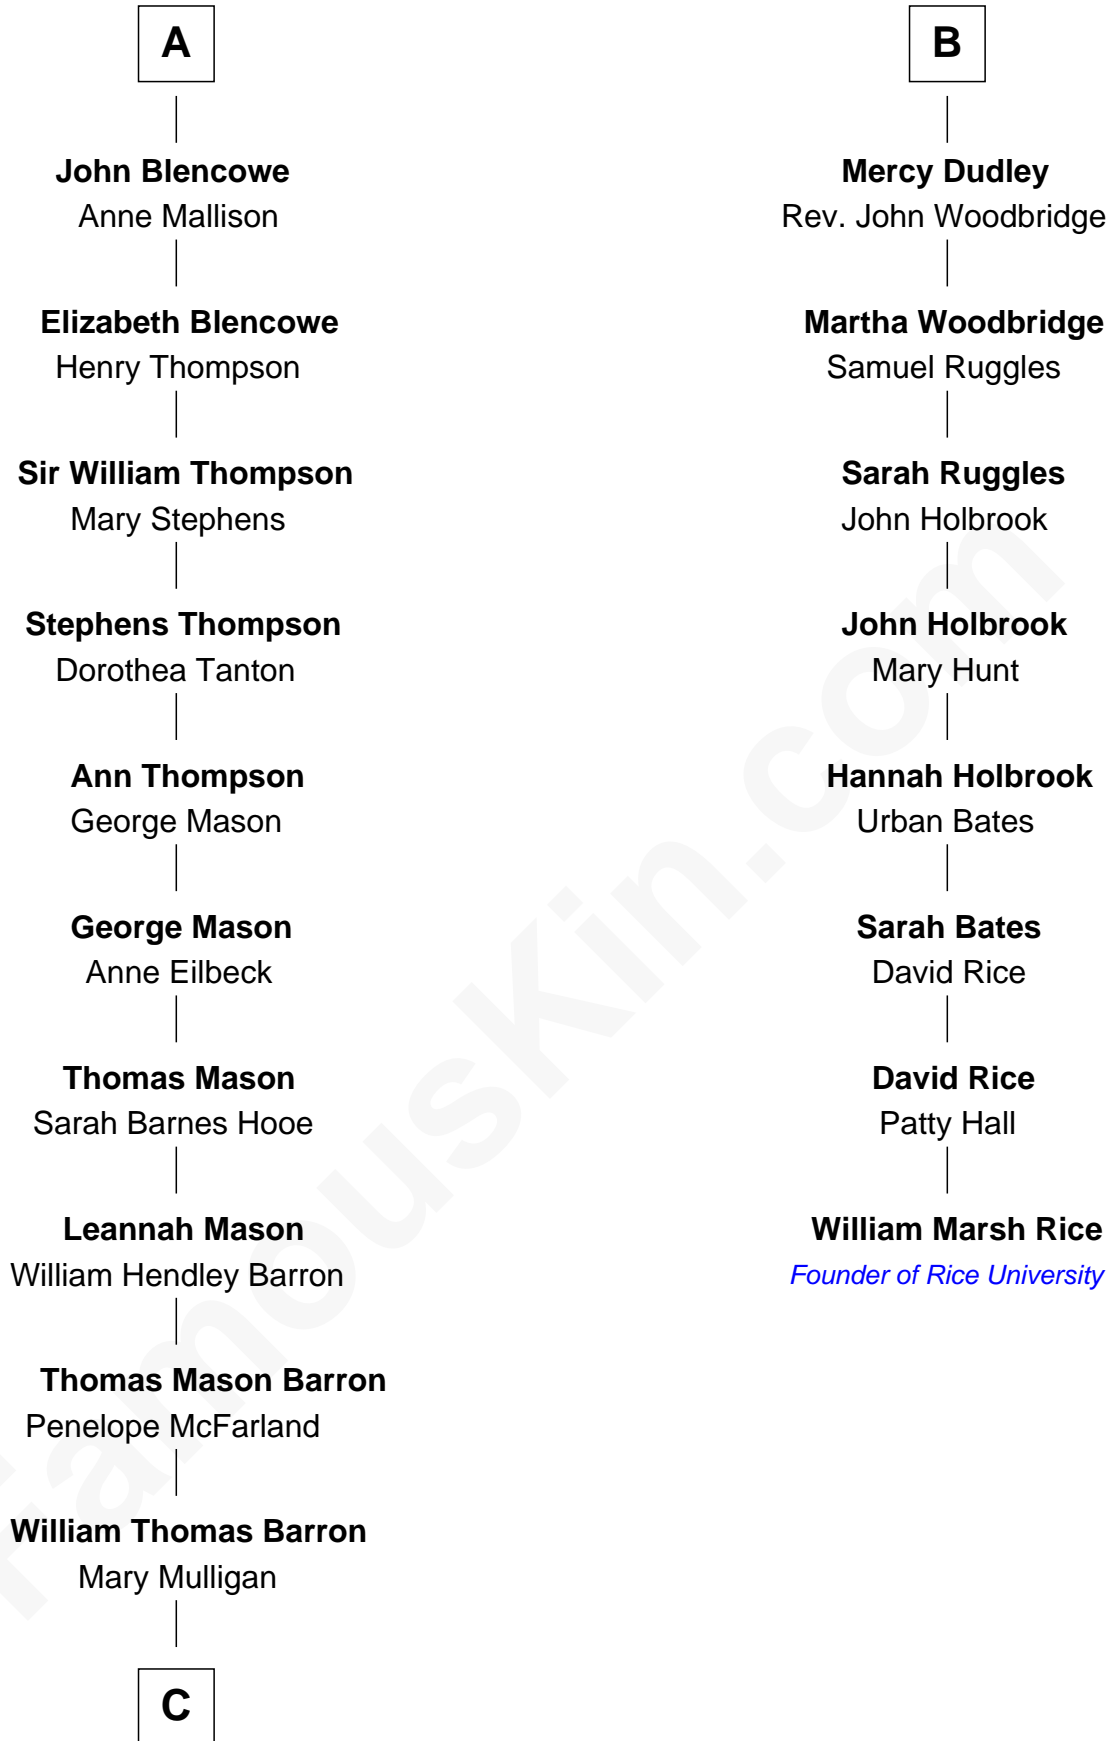 A
John Blencowe
Anne Mallison
Elizabeth Blencowe
Henry Thompson
Sir William Thompson
Mary Stephens
Stephens Thompson
Dorothea Tanton
Ann Thompson
George Mason
George Mason
Anne Eilbeck
Thomas Mason
Sarah Barnes Hooe
Leannah Mason
William Hendley Barron
Thomas Mason Barron
Penelope McFarland
William Thomas Barron
Mary Mulligan
C
B
Mercy Dudley
Rev. John Woodbridge
Martha Woodbridge
Samuel Ruggles
Sarah Ruggles
John Holbrook
John Holbrook
Mary Hunt
Hannah Holbrook
Urban Bates
Sarah Bates
David Rice
David Rice
Patty Hall
William Marsh Rice
Founder of Rice University
FamousKin.com